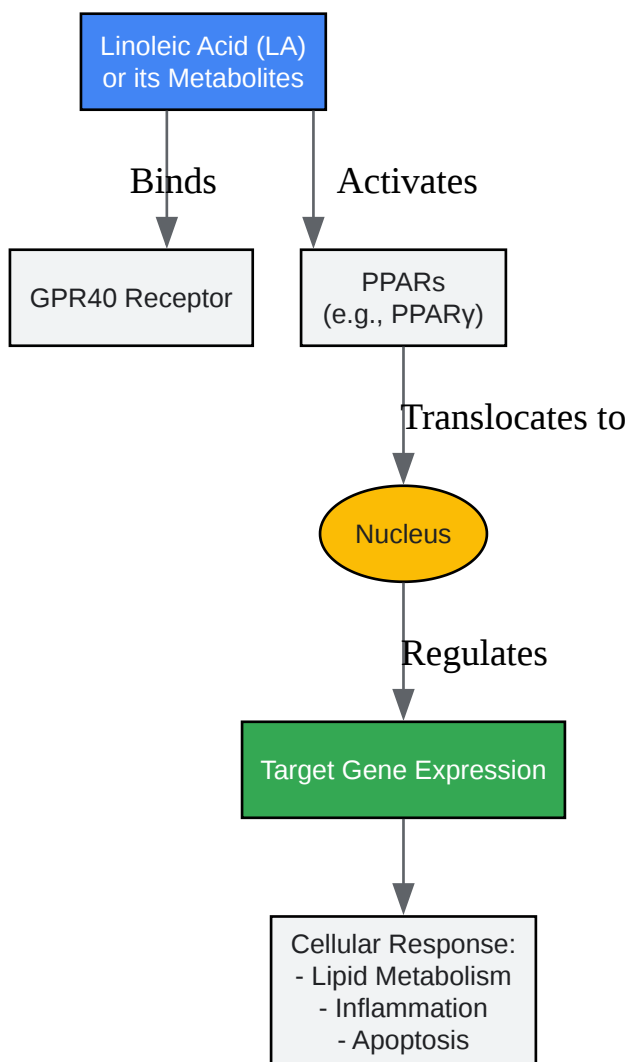 Linoleic Acid (LA)
or its Metabolites
Binds
Activates
GPR40 Receptor
PPARs
(e.g., PPARγ)
Translocates to
Nucleus
Regulates
Target Gene Expression
Cellular Response:
- Lipid Metabolism
- Inflammation
- Apoptosis